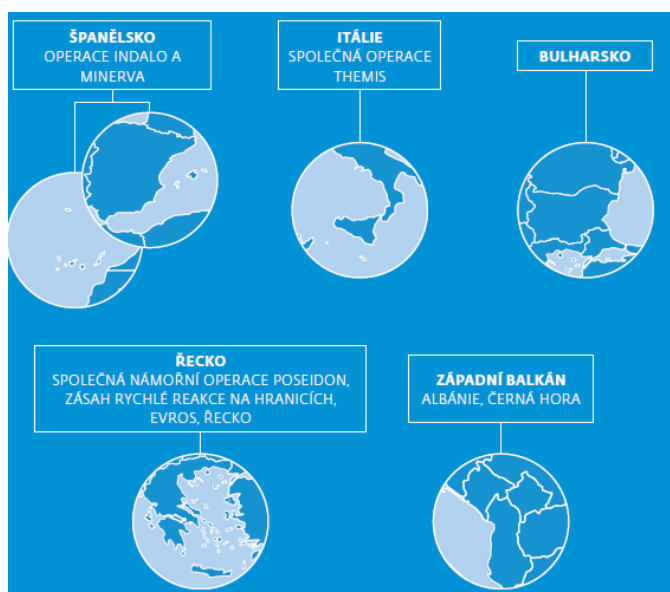 ŠPANĚLSKO
OPERACE INDALO A
MINERVA
ITÁLIE
SPOLEČNÁ OPERACE
THEMIS
BULHARSKO
ŘECKO
SPOLEČNÁ NÁMOŘNÍ OPERACE POSEIDON,
ZÁSAH RYCHLÉ REAKCE NA HRANICÍCH,
EVROS, ŘECKO
ZÁPADNÍ BALKÁN
ALBÁNIE, ČERNÁ HORA